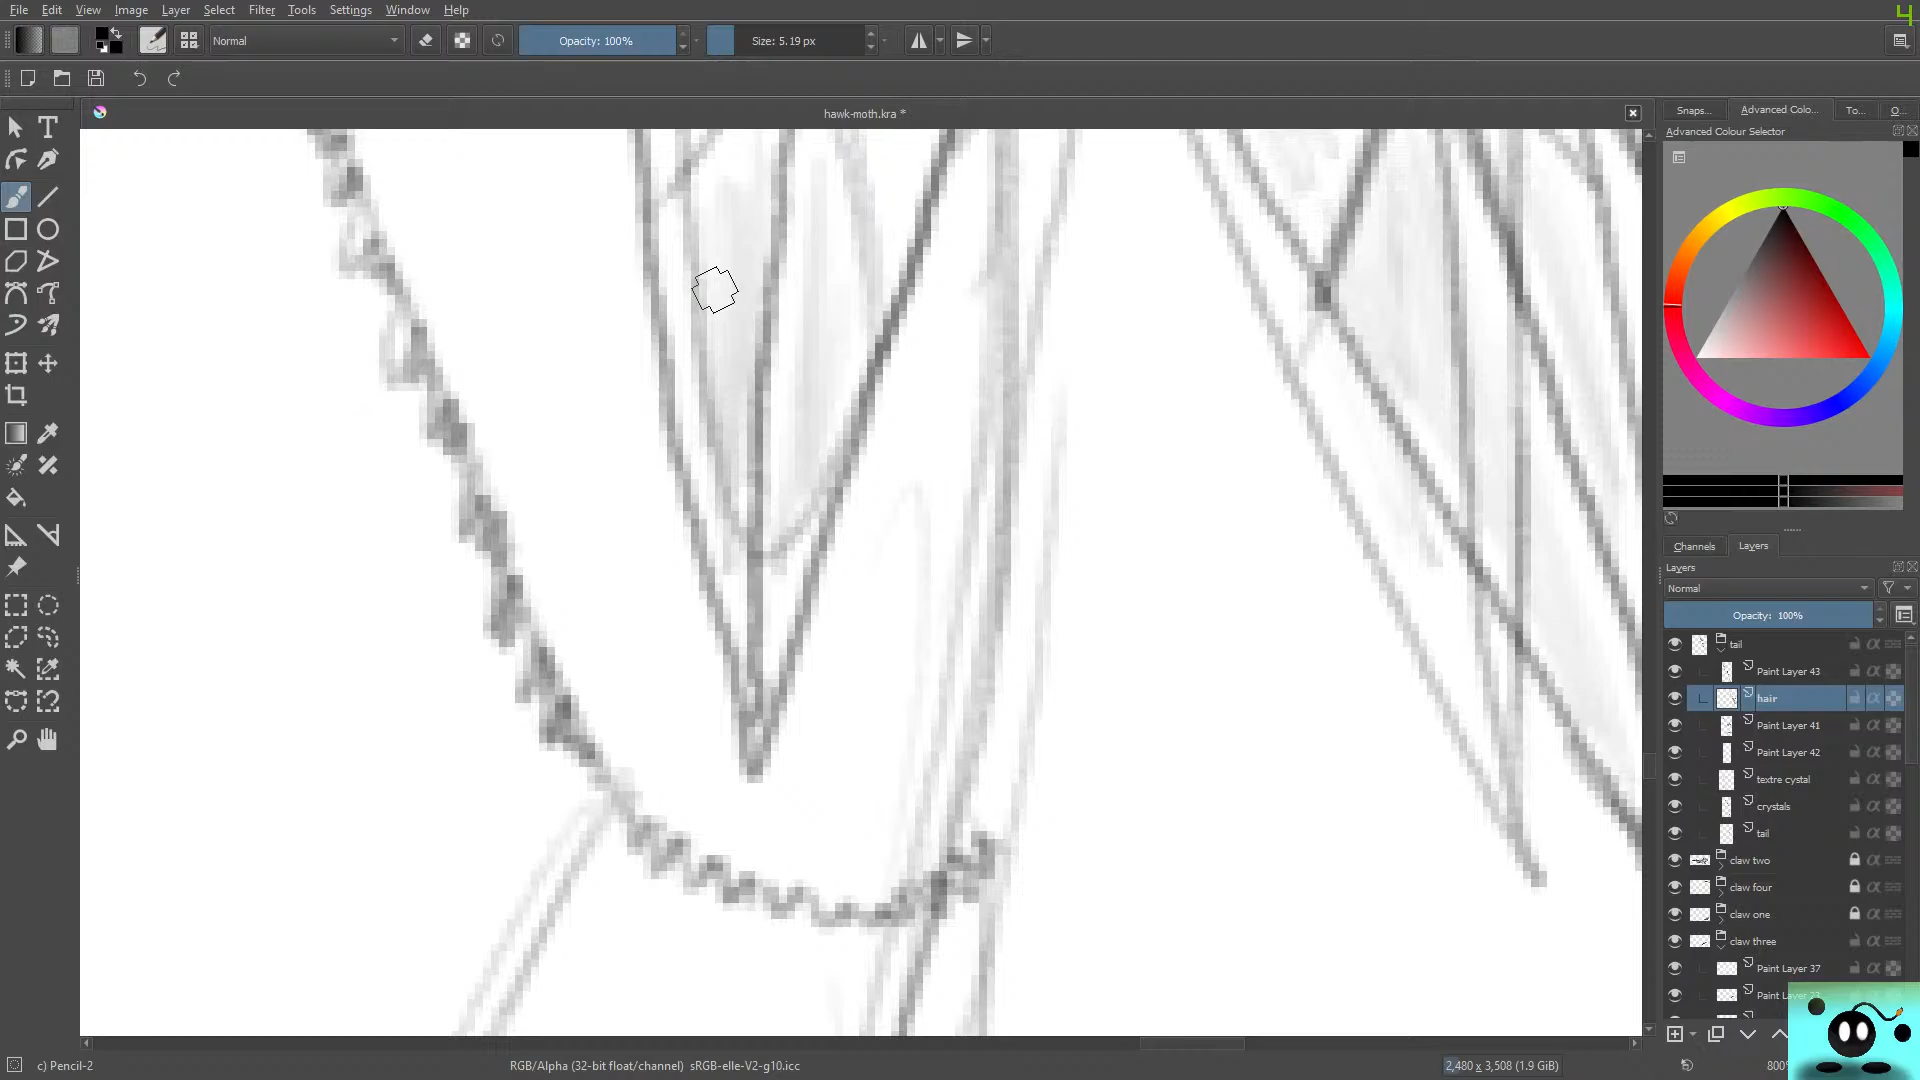 File Edit View Image Layer Select Filter Tools Settings Window Help
4
Normal
Opacity: 100%
Size: 5.19 px
hawk-moth.kra *
Snaps...
Advanced Colo...
To...
O...
Advanced Colour Selector
Channels
Layers
Layers
Normal
Opacity: 100%
tail
Paint Layer 43
hair
Paint Layer 41
Paint Layer 42
textre cystal
crystals
tail
claw two
claw four
claw one
claw three
Paint Layer 37
Paint Layer
c) Pencil-2
RGB/Alpha (32-bit float/channel) sRGB-elle-V2-g10.icc
2,480 x 3,508 (1.9 GiB)
800%